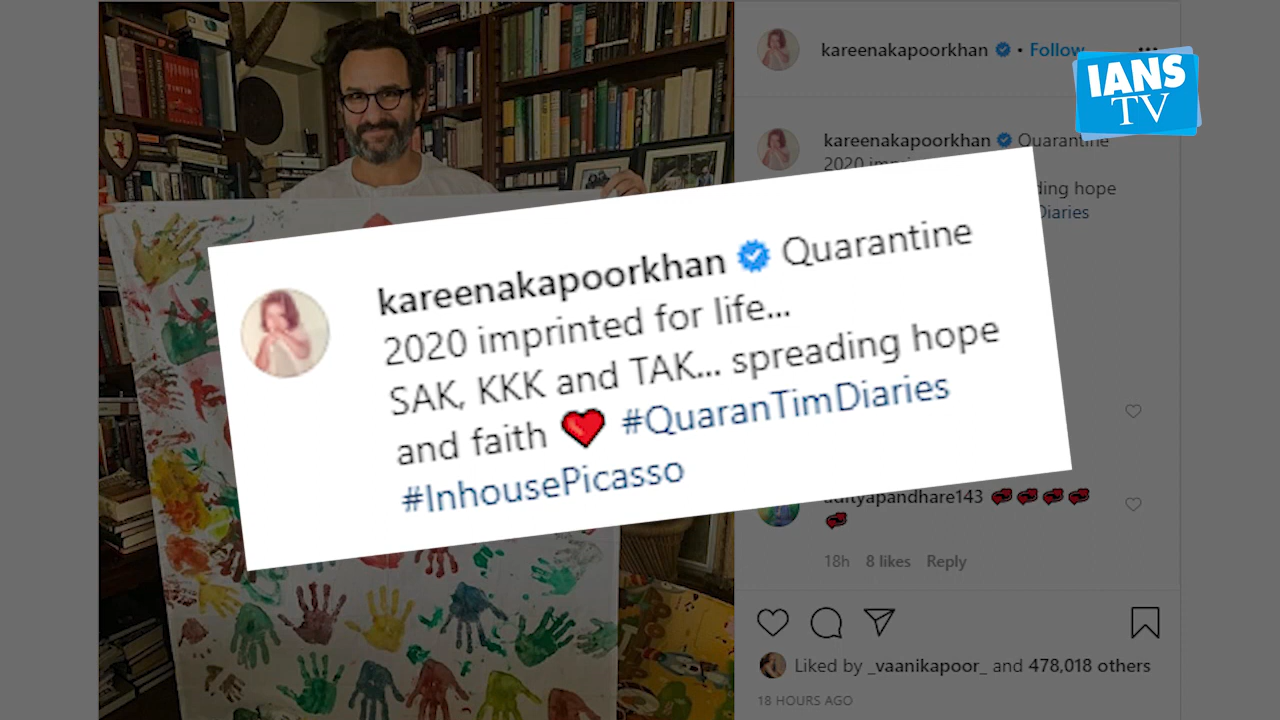 kareenakapoorkhan • Follow
IANS
TV
kareenakapoorkhan Quarantine
2020
ding hope
Diaries
kareenakapoorkhan Quarantine
2020 imprinted for life...
SAK, KKK and TAK... spreading hope
and faith ❤ #QuaranTimDiaries
#InhousePicasso
adityapandhare143
18h 8 likes Reply
Liked by _vaanikapoor_ and 478,018 others
18 HOURS AGO
TINTIN